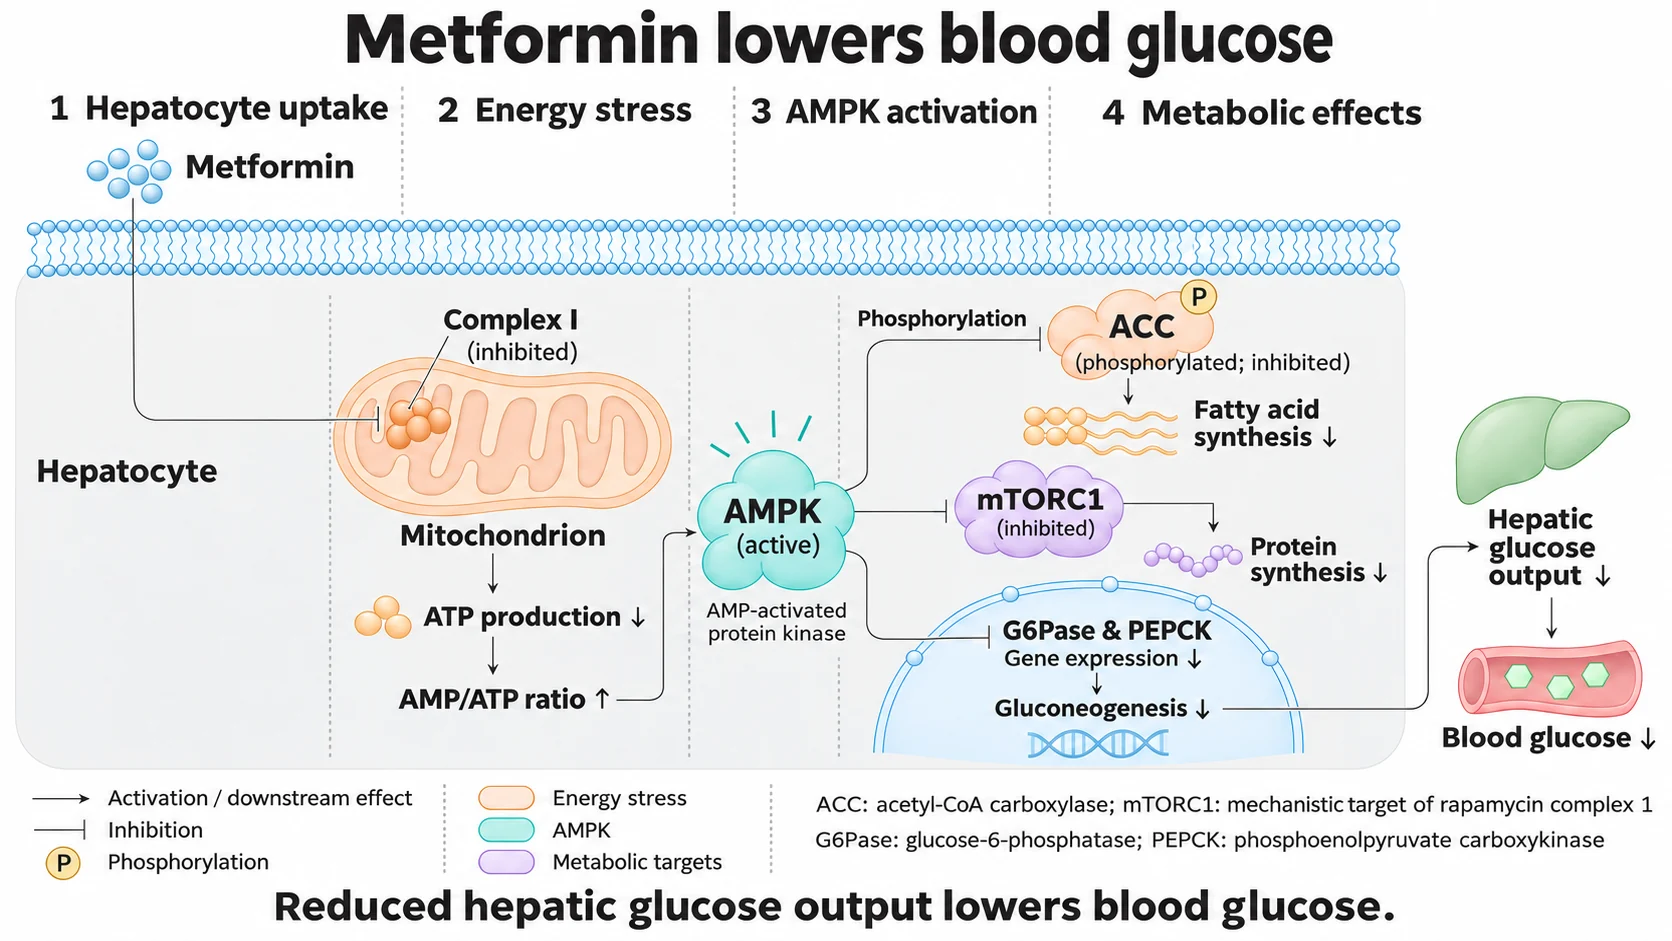 Metformin lowers blood glucose
1 Hepatocyte uptake
2 Energy stress
3 AMPK activation
4 Metabolic effects
Metformin
Hepatocyte
Complex I
(inhibited)
Mitochondrion
ATP production ↓
AMP/ATP ratio ↑
AMPK
(active)
AMP-activated
protein kinase
Phosphorylation
P
ACC
(phosphorylated; inhibited)
Fatty acid
synthesis ↓
mTORC1
(inhibited)
Protein
synthesis ↓
G6Pase & PEPCK
Gene expression ↓
Gluconeogenesis ↓
Hepatic
glucose
output ↓
Blood glucose ↓
Activation / downstream effect
Inhibition
P Phosphorylation
Energy stress
AMPK
Metabolic targets
ACC: acetyl-CoA carboxylase; mTORC1: mechanistic target of rapamycin complex 1
G6Pase: glucose-6-phosphatase; PEPCK: phosphoenolpyruvate carboxykinase
Reduced hepatic glucose output lowers blood glucose.